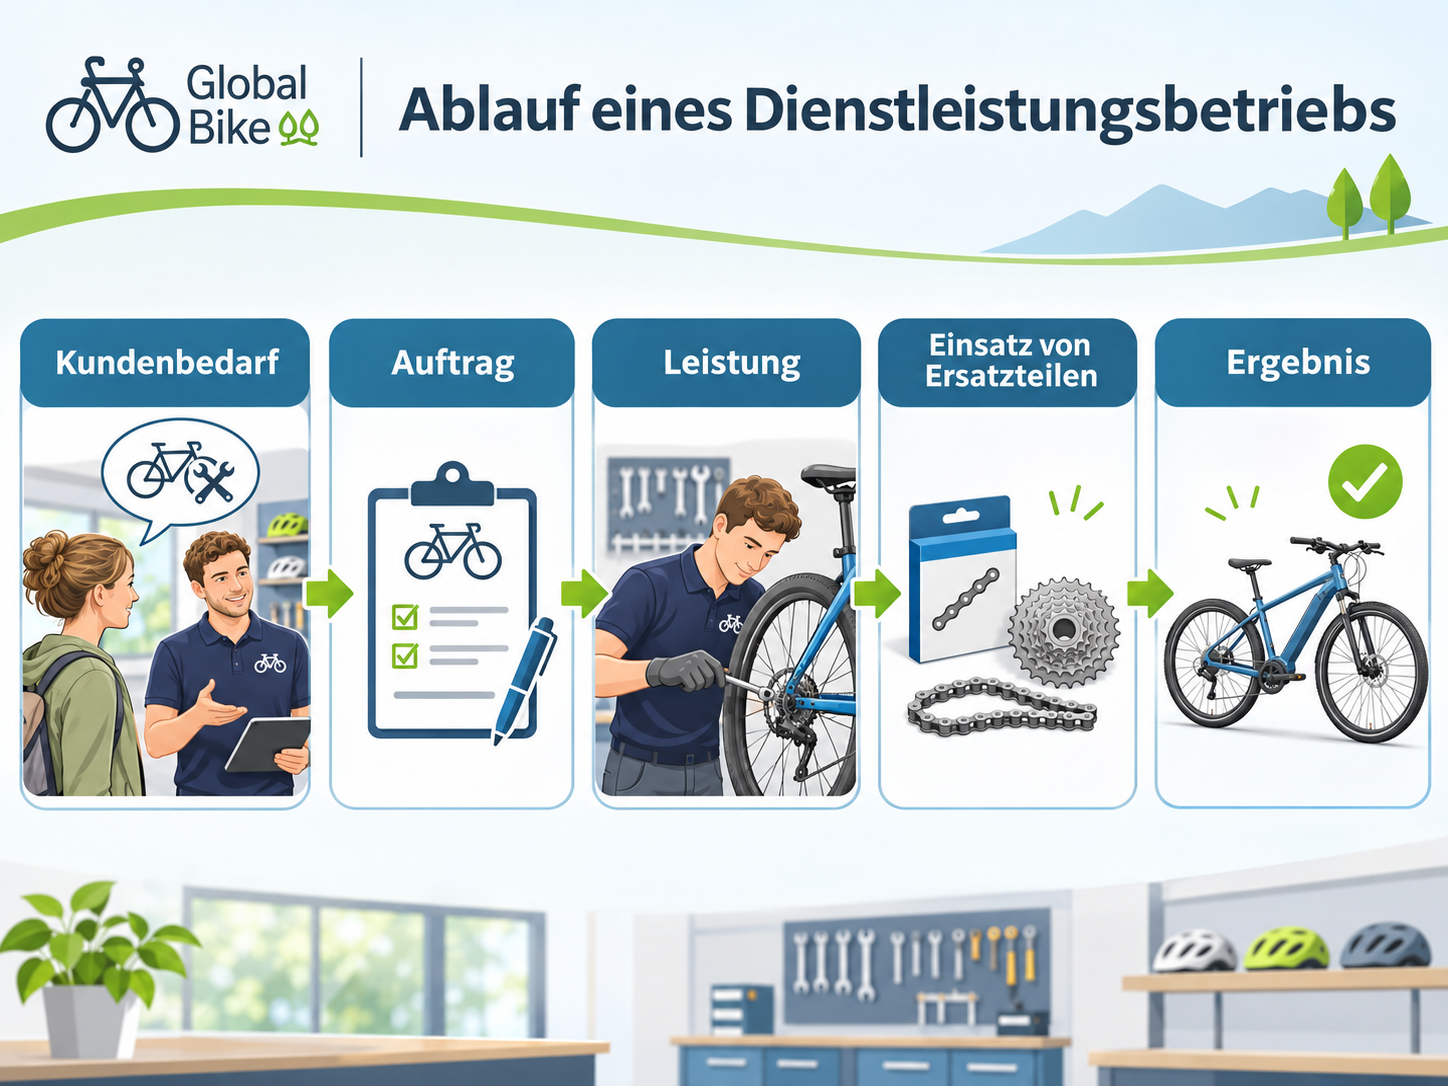 Global
Bike
Ablauf eines Dienstleistungsbetriebs
Kundenbedarf
Auftrag
Leistung
Einsatz von
Ersatzteilen
Ergebnis